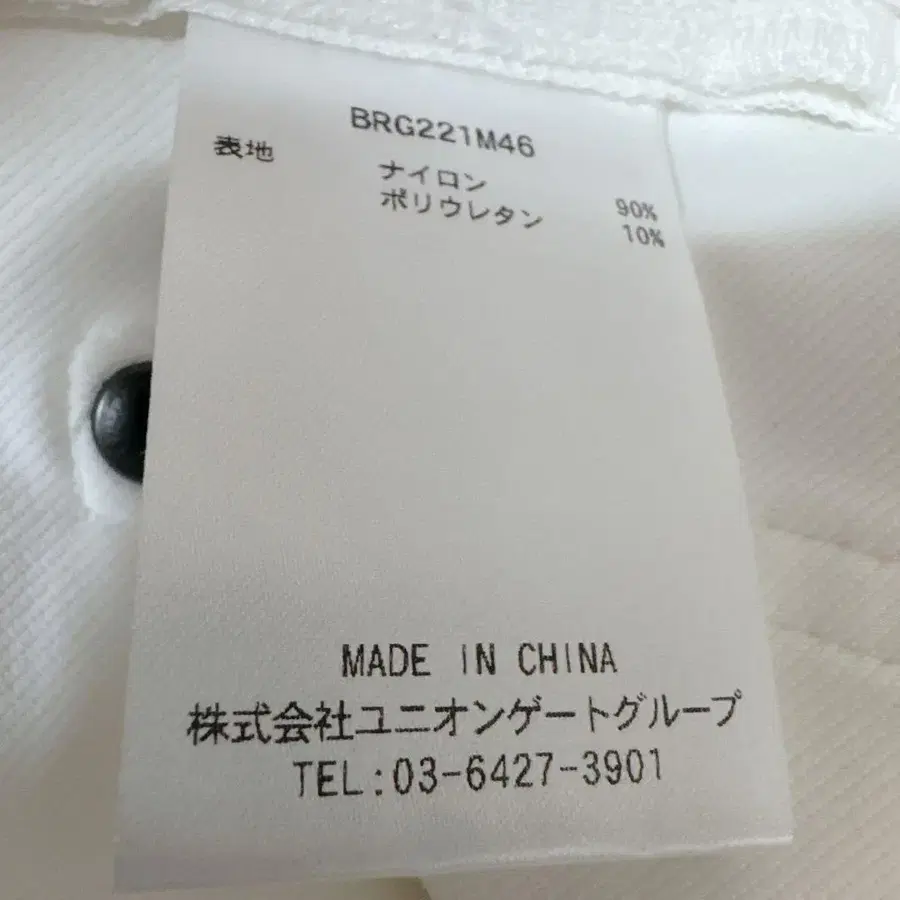 BRG221M46
表地
ナイロン 90%
ポリウレタン 10%
MADE IN CHINA
株式会社ユニオンゲートグループ
TEL:03-6427-3901